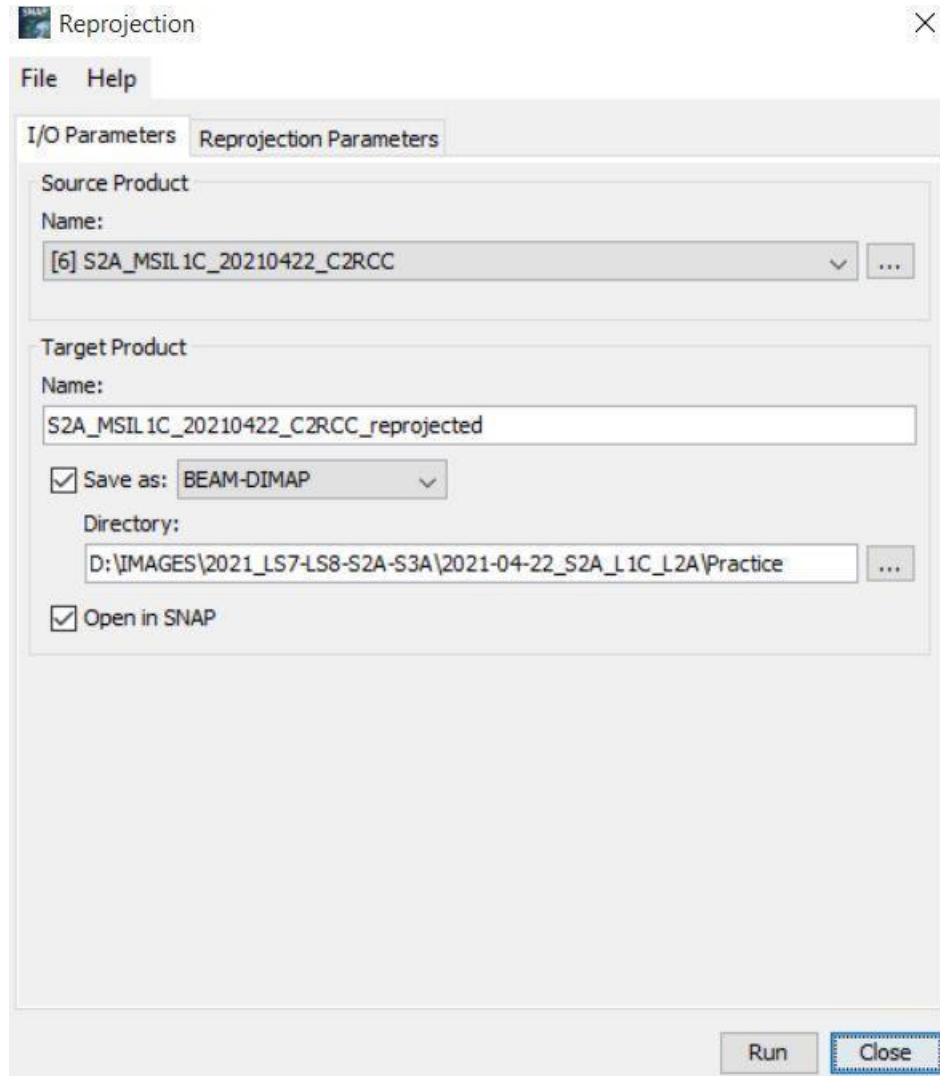 SNAP
Reprojection
File Help
I/O Parameters Reprojection Parameters
Source Product
Name:
[6] S2A_MSIL1C_20210422_C2RCC
...
Target Product
Name:
S2A_MSIL1C_20210422_C2RCC_reprojected
Save as: BEAM-DIMAP
Directory:
D:\IMAGES\2021_LS7-LS8-S2A-S3A\2021-04-22_S2A_L1C_L2A\Practice
...
Open in SNAP
Run Close